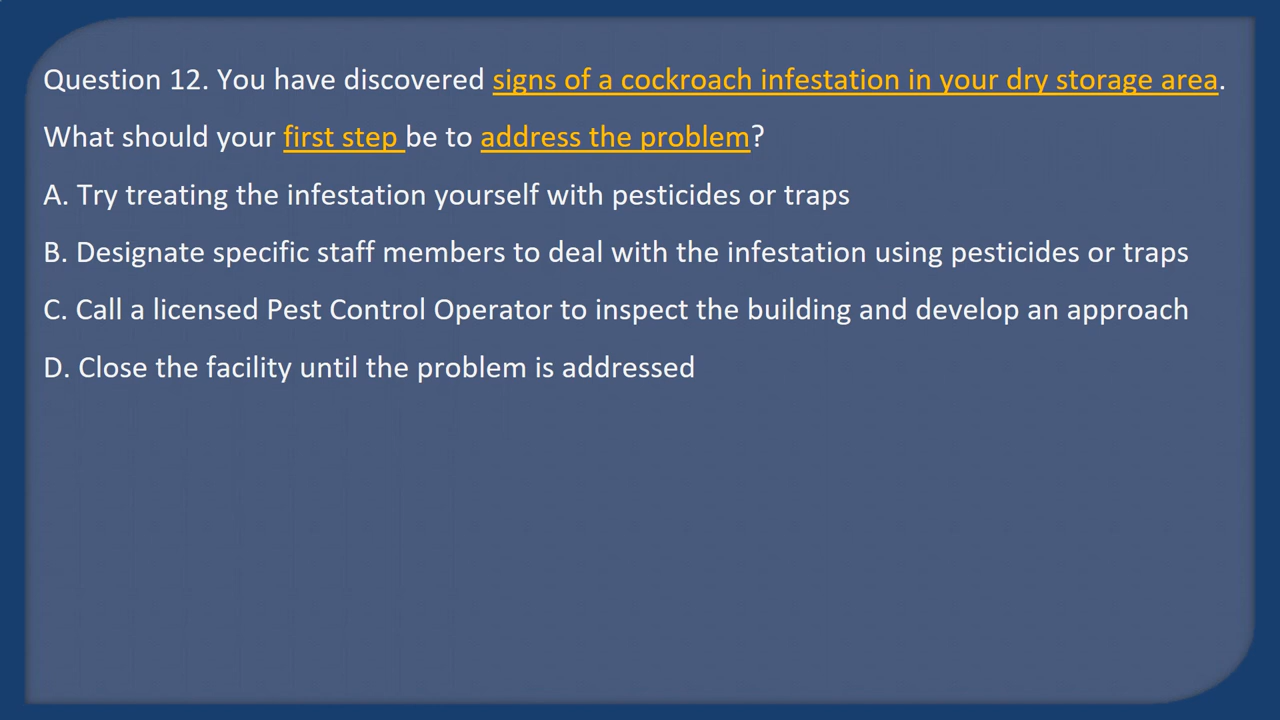 Question 12. You have discovered signs of a cockroach infestation in your dry storage area.
What should your first step be to address the problem?
A. Try treating the infestation yourself with pesticides or traps
B. Designate specific staff members to deal with the infestation using pesticides or traps
C. Call a licensed Pest Control Operator to inspect the building and develop an approach
D. Close the facility until the problem is addressed